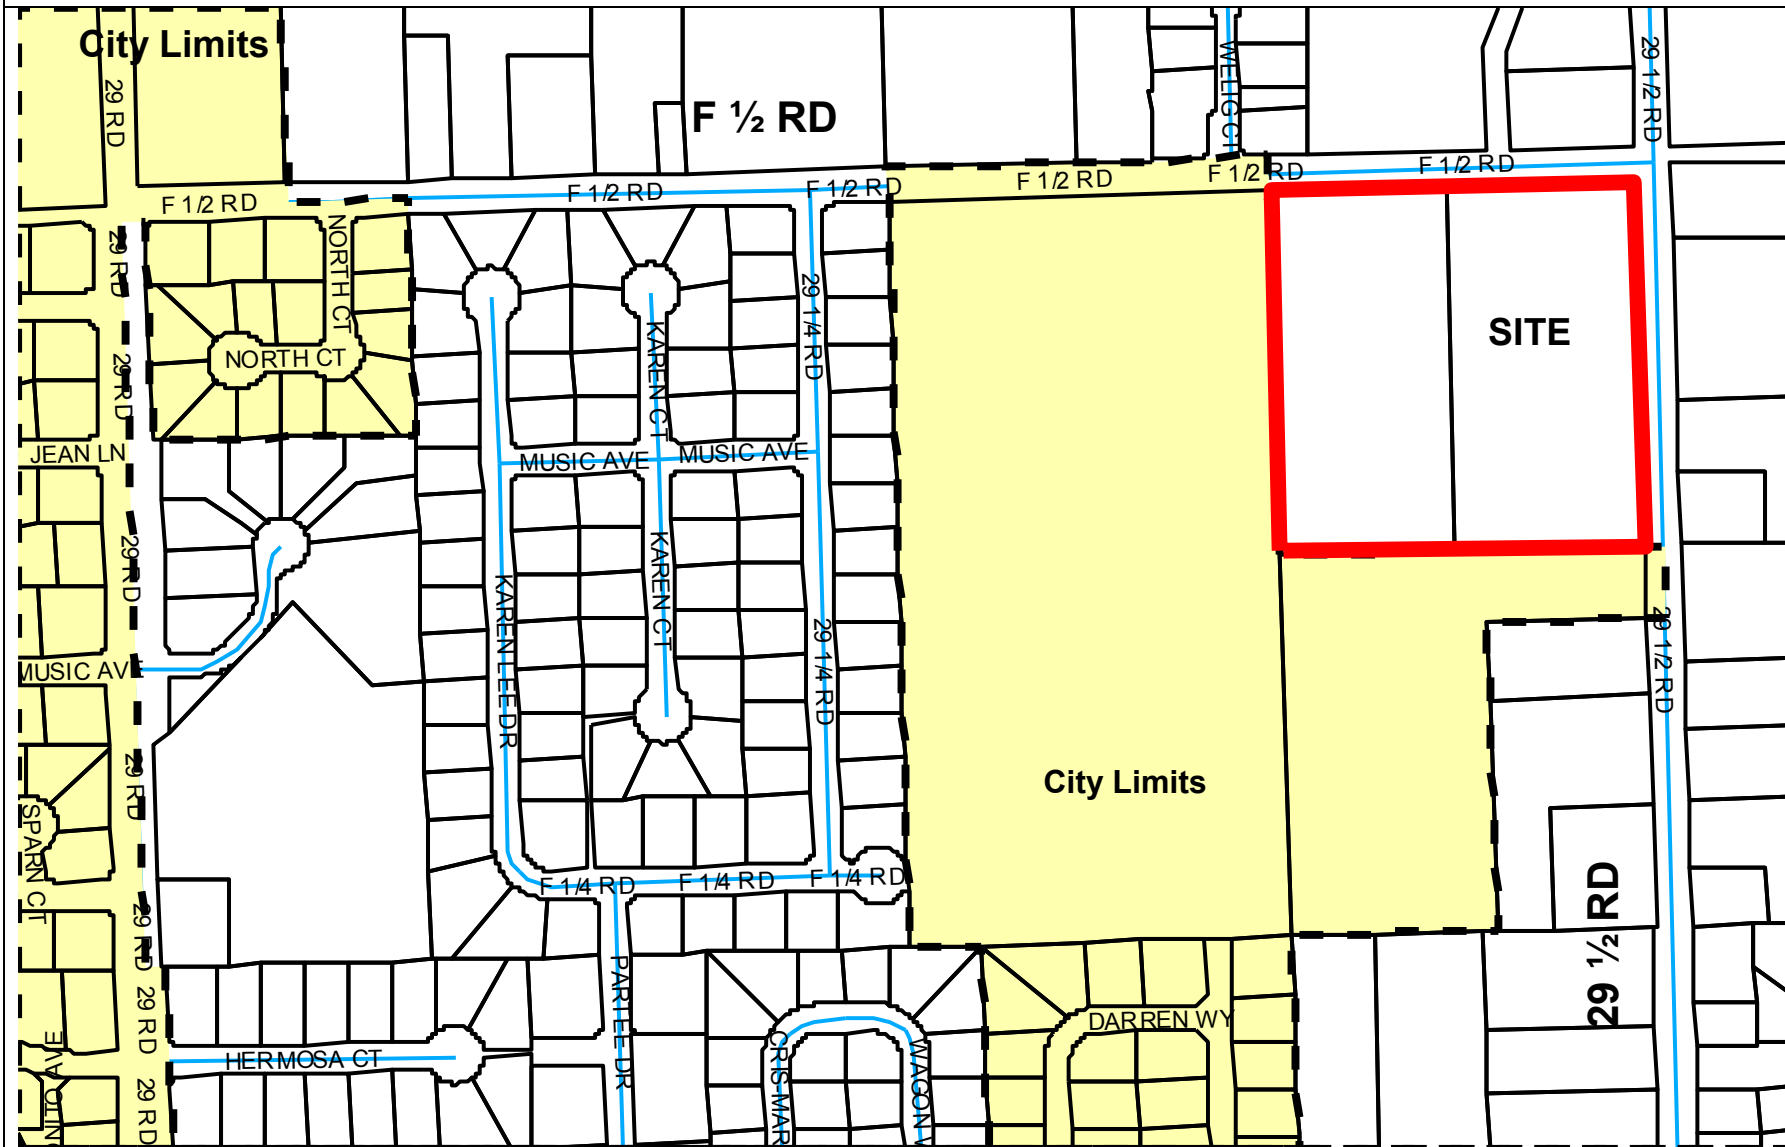 City Limits
29 RD
F ½ RD
WELLIG CT
29 1/2 RD
F 1/2 RD
F 1/2 RD
F 1/2 RD
F 1/2 RD
F 1/2 RD
F 1/2 RD
29 RD
NORTH CT
NORTH CT
29 RD
KAREN CT
29 1/4 RD
SITE
JEAN LN
MUSIC AVE
MUSIC AVE
29 RD
KAREN LEE DR
KAREN CT
29 1/4 RD
29 1/2 RD
MUSIC AVE
29 RD
City Limits
SPARN CT
F 1/4 RD
F 1/4 RD
F 1/4 RD
29 ½ RD
29 RD
29 RD
PARTEE DR
DARREN WY
HERMOSA CT
CRISMAR
WAGON
29 RD